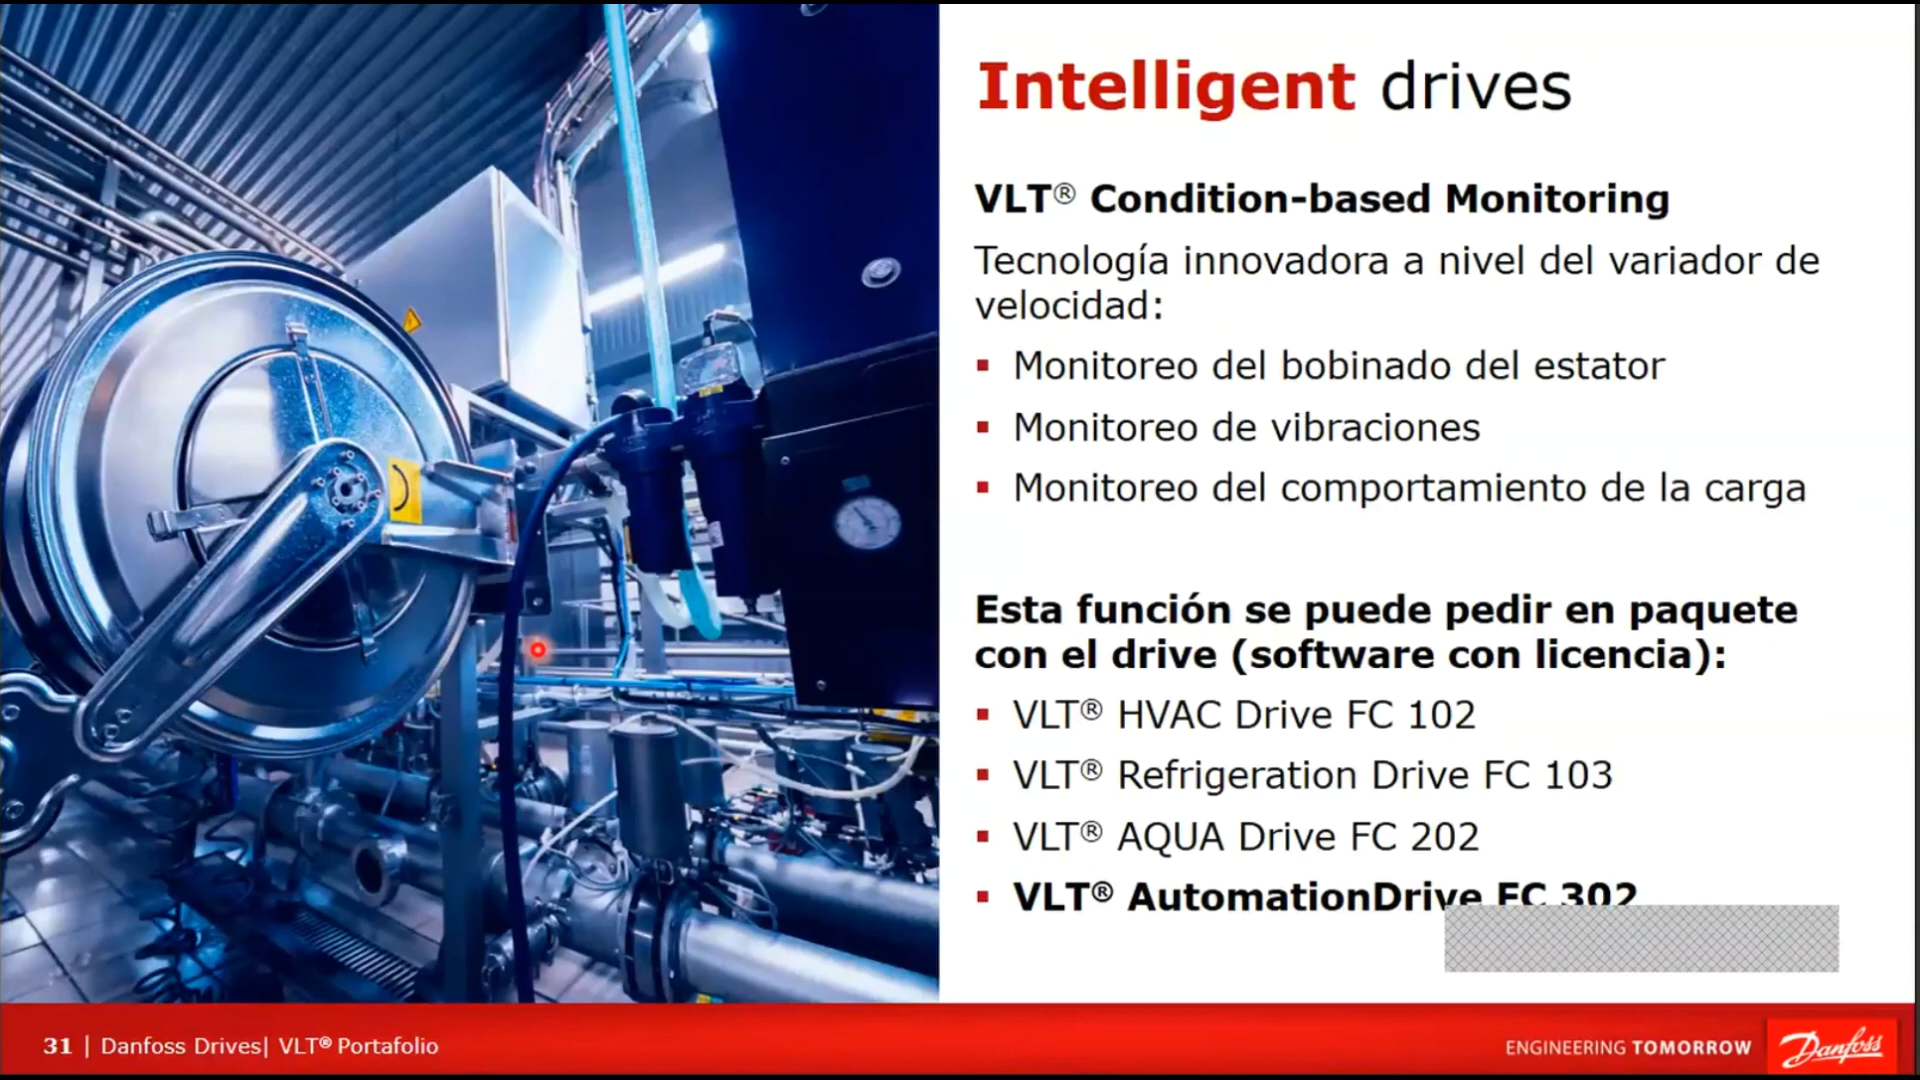 Intelligent drives
VLT® Condition-based Monitoring
Tecnología innovadora a nivel del variador de
velocidad:
▪ Monitoreo del bobinado del estator
▪ Monitoreo de vibraciones
▪ Monitoreo del comportamiento de la carga
Esta función se puede pedir en paquete
con el drive (software con licencia):
▪ VLT® HVAC Drive FC 102
▪ VLT® Refrigeration Drive FC 103
▪ VLT® AQUA Drive FC 202
▪ VLT® AutomationDrive FC 302
31 | Danfoss Drives| VLT® Portafolio
ENGINEERING TOMORROW
Danfoss